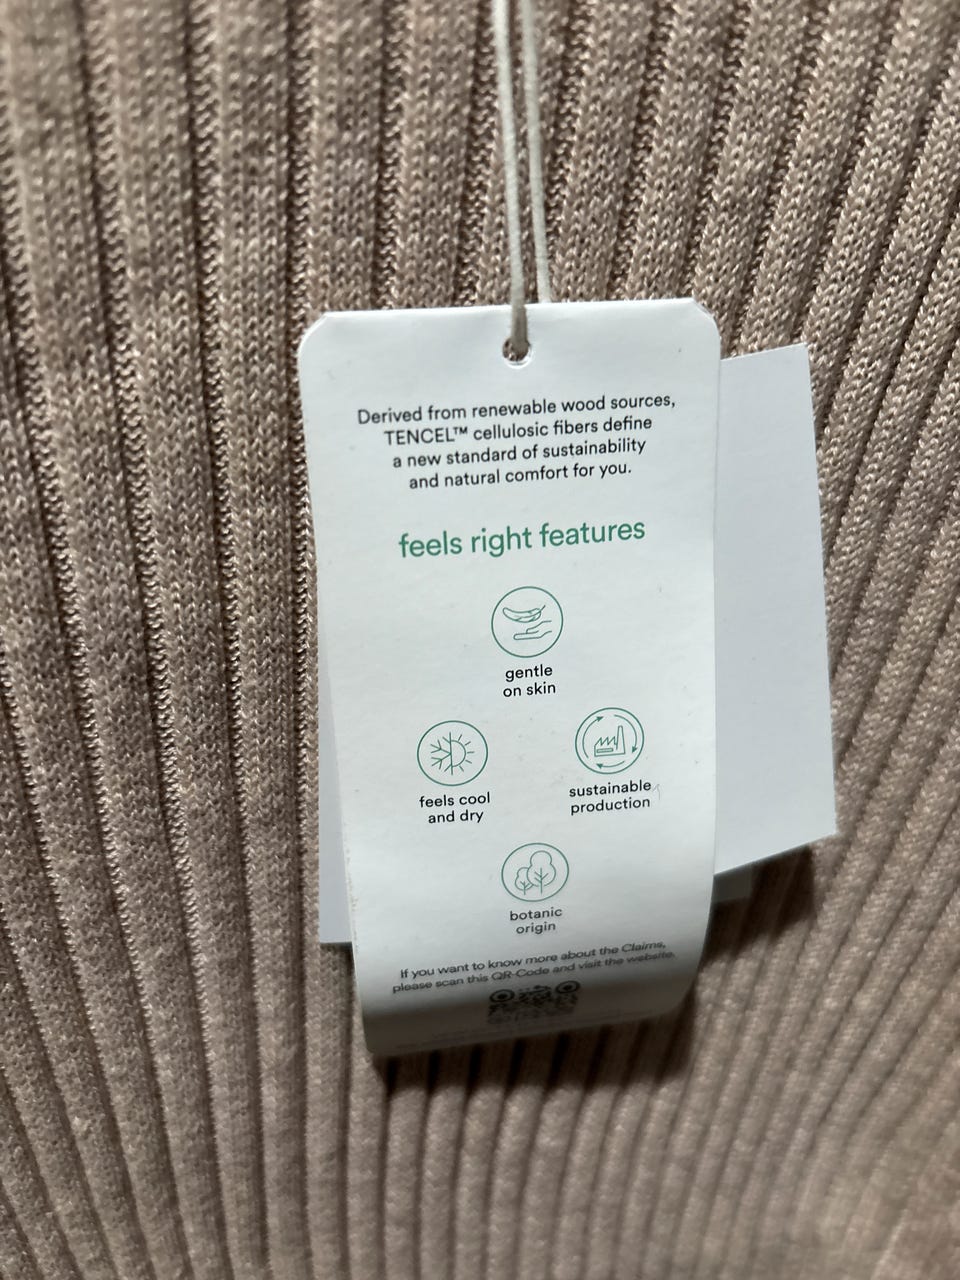 Derived from renewable wood sources,
TENCEL™ cellulosic fibers define
a new standard of sustainability
and natural comfort for you.
feels right features
gentle
on skin
feels cool
and dry
sustainable
production
botanic
origin
If you want to know more about the Claims,
please scan this QR-Code and visit the website.